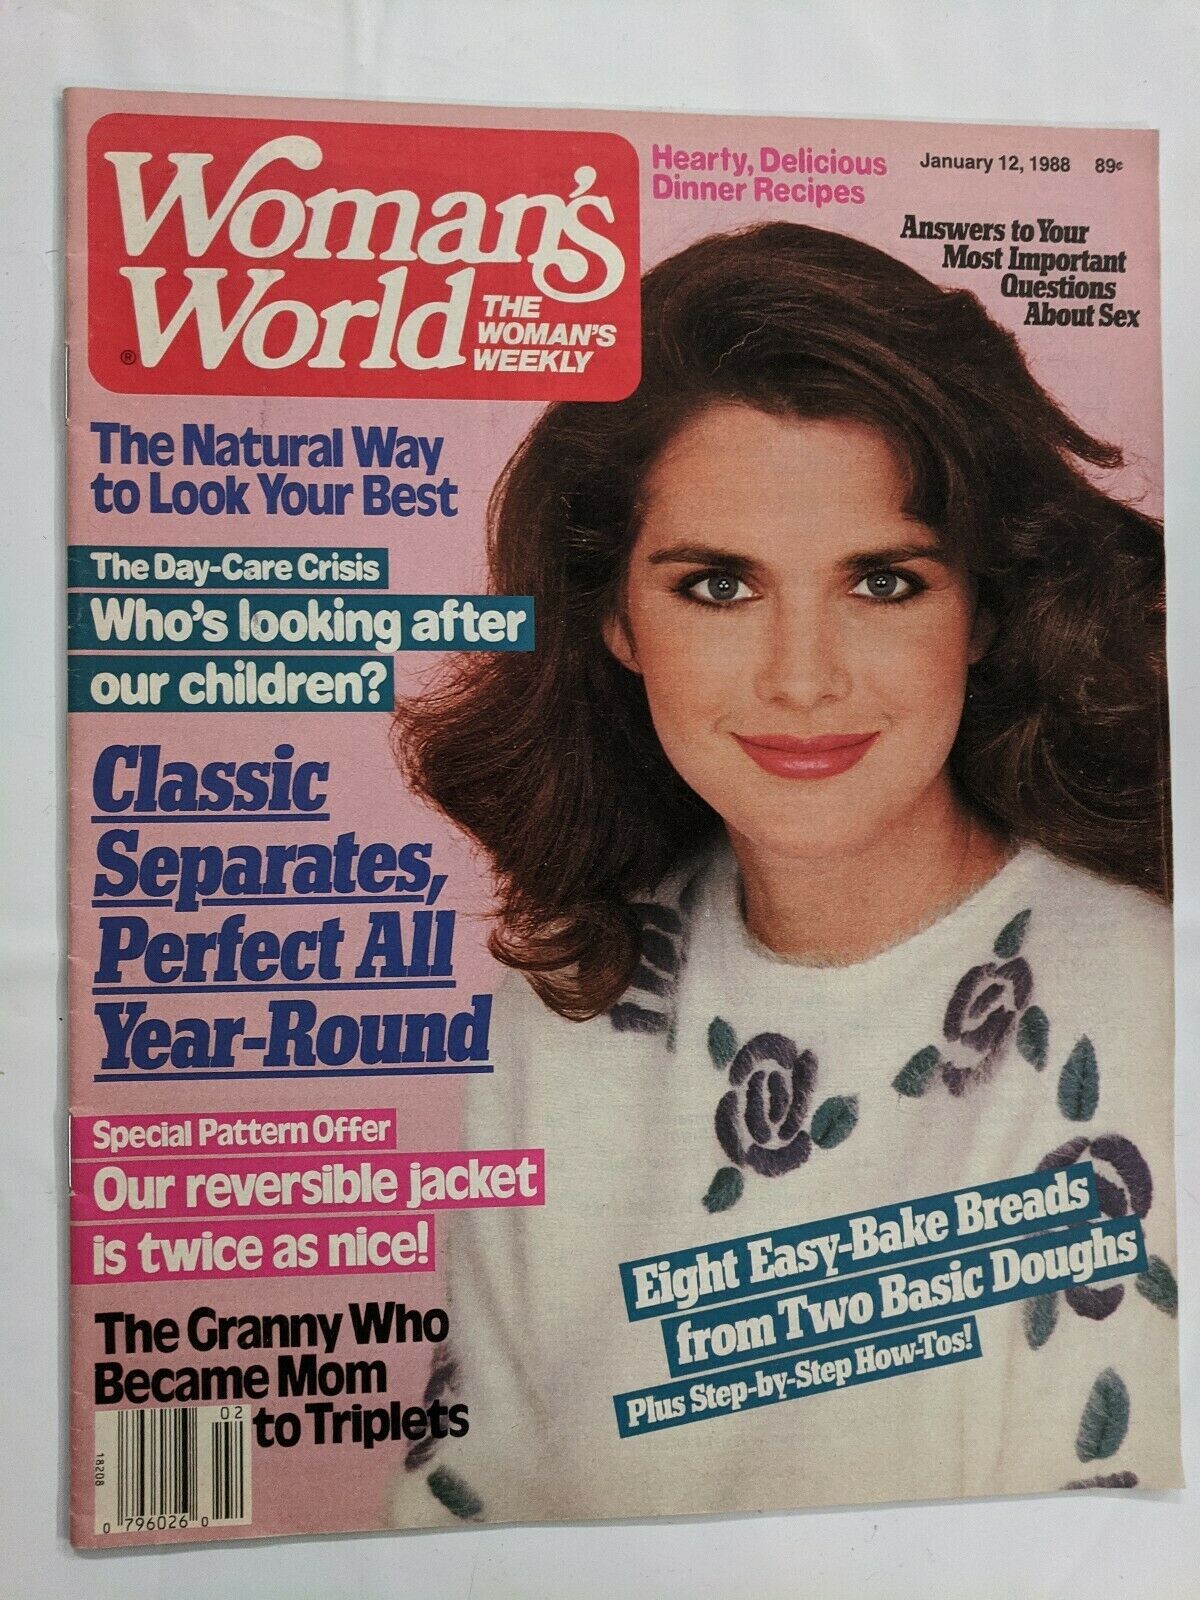 Woman's
World
THE
WOMAN'S
WEEKLY
®
Hearty, Delicious
Dinner Recipes
January 12, 1988 89¢
Answers to Your
Most Important
Questions
About Sex
The Natural Way
to Look Your Best
The Day-Care Crisis
Who's looking after
our children?
Classic
Separates,
Perfect All
Year-Round
Special Pattern Offer
Our reversible jacket
is twice as nice!
Eight Easy-Bake Breads
from Two Basic Doughs
Plus Step-by-Step How-Tos!
The Granny Who
Became Mom
to Triplets
02
18208
0 796026 0